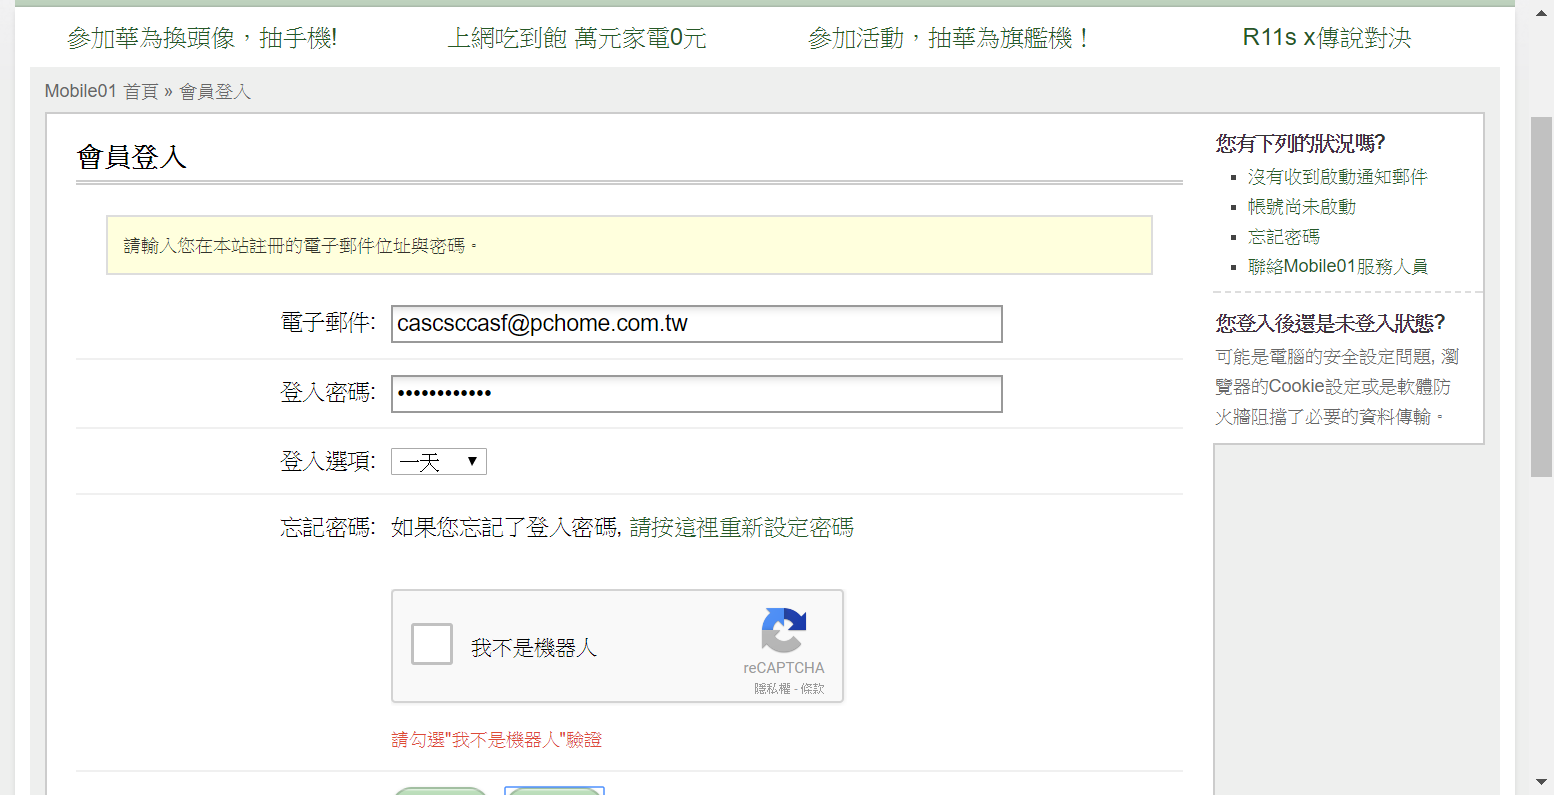 參加華為換頭像，抽手機!
上網吃到飽 萬元家電0元
參加活動，抽華為旗艦機！
R11s x傳說對決
Mobile01 首頁 » 會員登入
會員登入
請輸入您在本站註冊的電子郵件位址與密碼。
電子郵件: cascsccasf@pchome.com.tw
登入密碼: ••••••••••••
登入選項: 一天
忘記密碼: 如果您忘記了登入密碼, 請按這裡重新設定密碼
我不是機器人
reCAPTCHA
隱私權 - 條款
請勾選"我不是機器人"驗證
您有下列的狀況嗎?
沒有收到啟動通知郵件
帳號尚未啟動
忘記密碼
聯絡Mobile01服務人員
您登入後還是未登入狀態?
可能是電腦的安全設定問題, 瀏
覽器的Cookie設定或是軟體防
火牆阻擋了必要的資料傳輸。